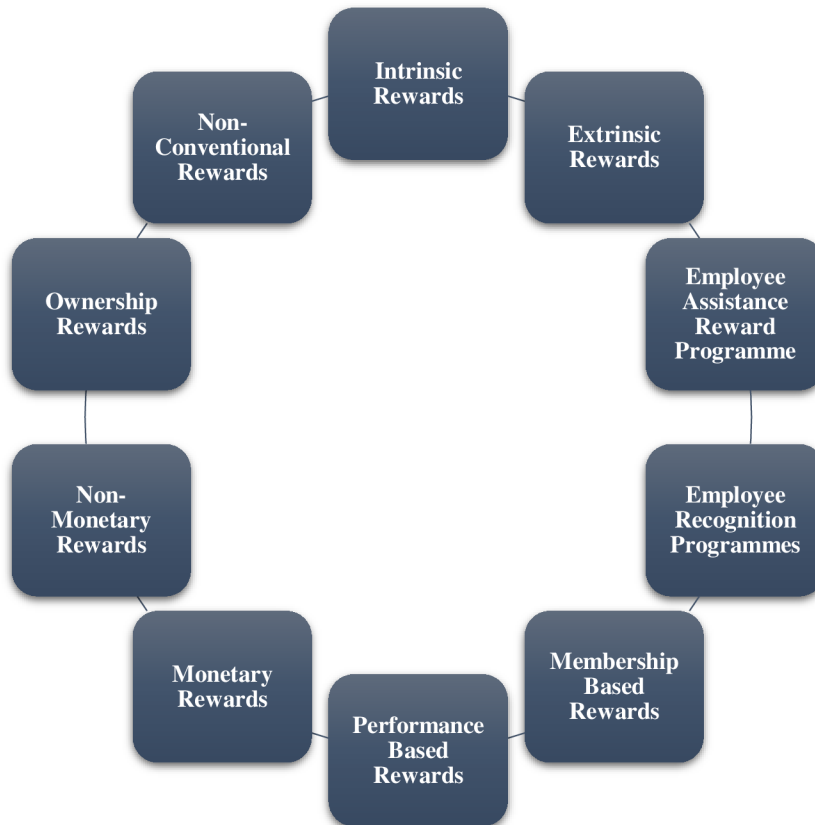 Intrinsic
Rewards
Extrinsic
Rewards
Employee
Assistance
Reward
Programme
Employee
Recognition
Programmes
Membership
Based
Rewards
Performance
Based
Rewards
Monetary
Rewards
Non-
Monetary
Rewards
Ownership
Rewards
Non-
Conventional
Rewards